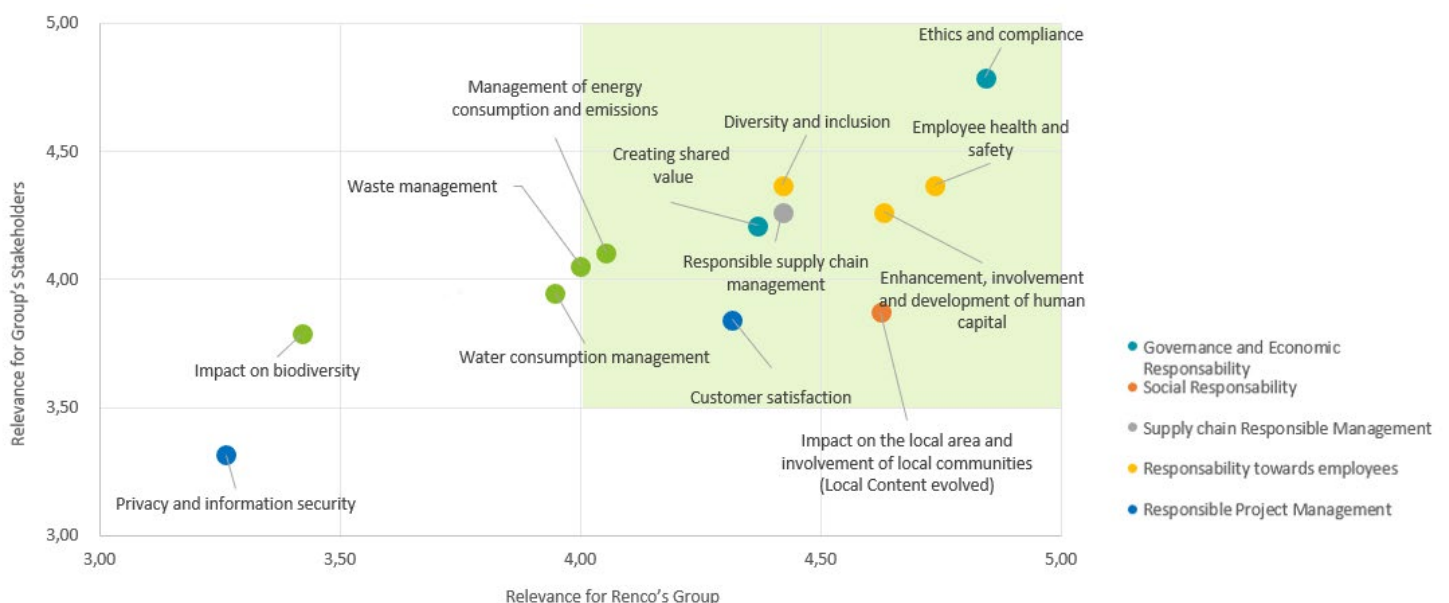 5,00
4,50
4,00
3,50
3,00
Relevance for Group's Stakeholders
Ethics and compliance
Management of energy
consumption and emissions
Diversity and inclusion
Employee health and
safety
Creating shared
value
Waste management
Responsible supply chain
management
Enhancement, involvement
and development of human
capital
Water consumption management
Impact on biodiversity
Customer satisfaction
Impact on the local area and
involvement of local communities
(Local Content evolved)
Privacy and information security
3,00
3,50
4,00
4,50
5,00
Relevance for Renco's Group
Governance and Economic
Responsability
Social Responsability
Supply chain Responsible Management
Responsability towards employees
Responsible Project Management